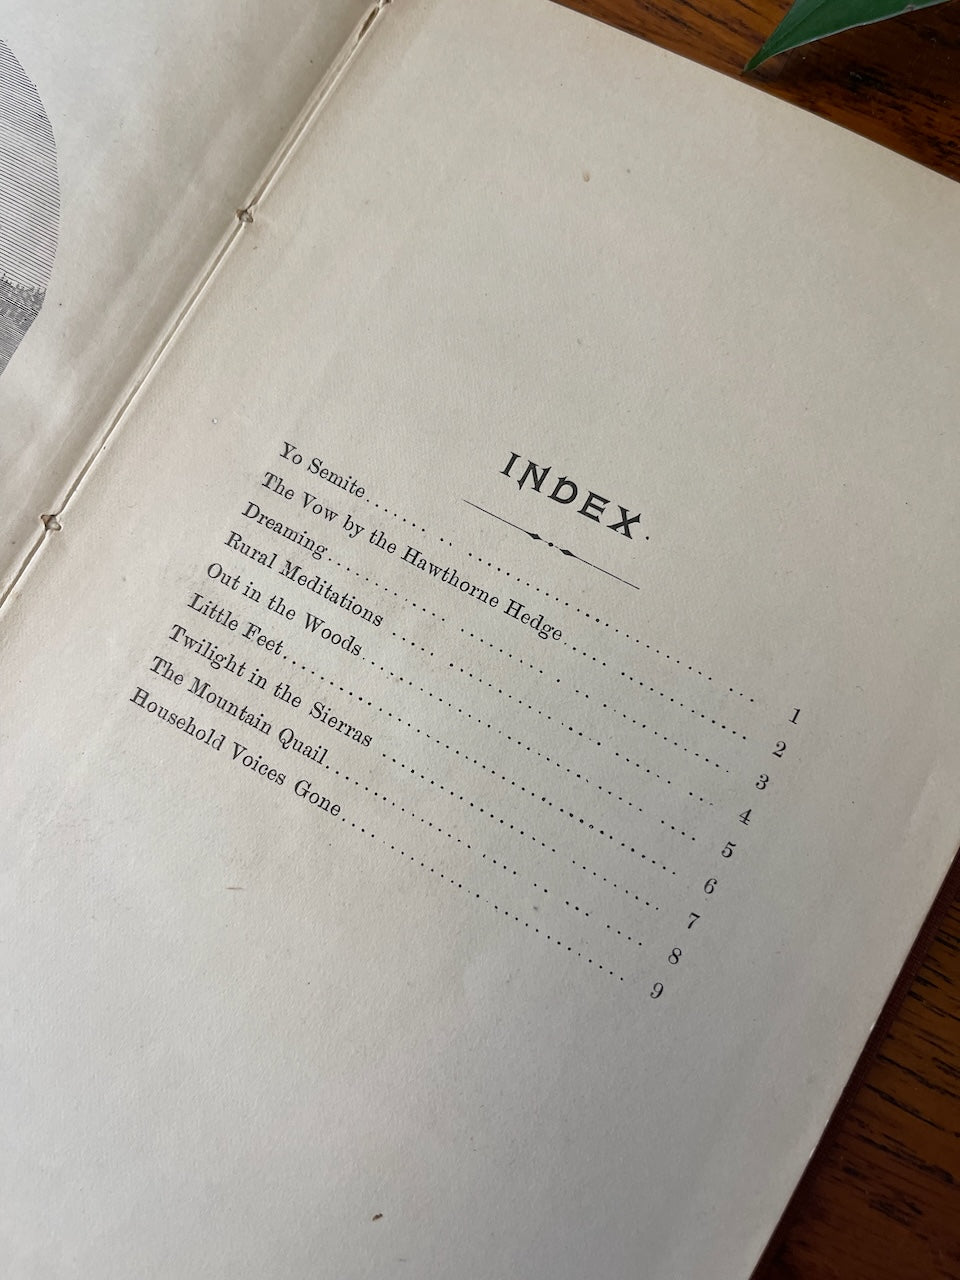 INDEX.
Yo Semite.................................... 1
The Vow by the Hawthorne Hedge.................. 2
Dreaming.................................... 3
Rural Meditations.............................. 4
Out in the Woods.............................. 5
Little Feet.................................... 6
Twilight in the Sierras........................ 7
The Mountain Quail.............................. 8
Household Voices Gone........................... 9